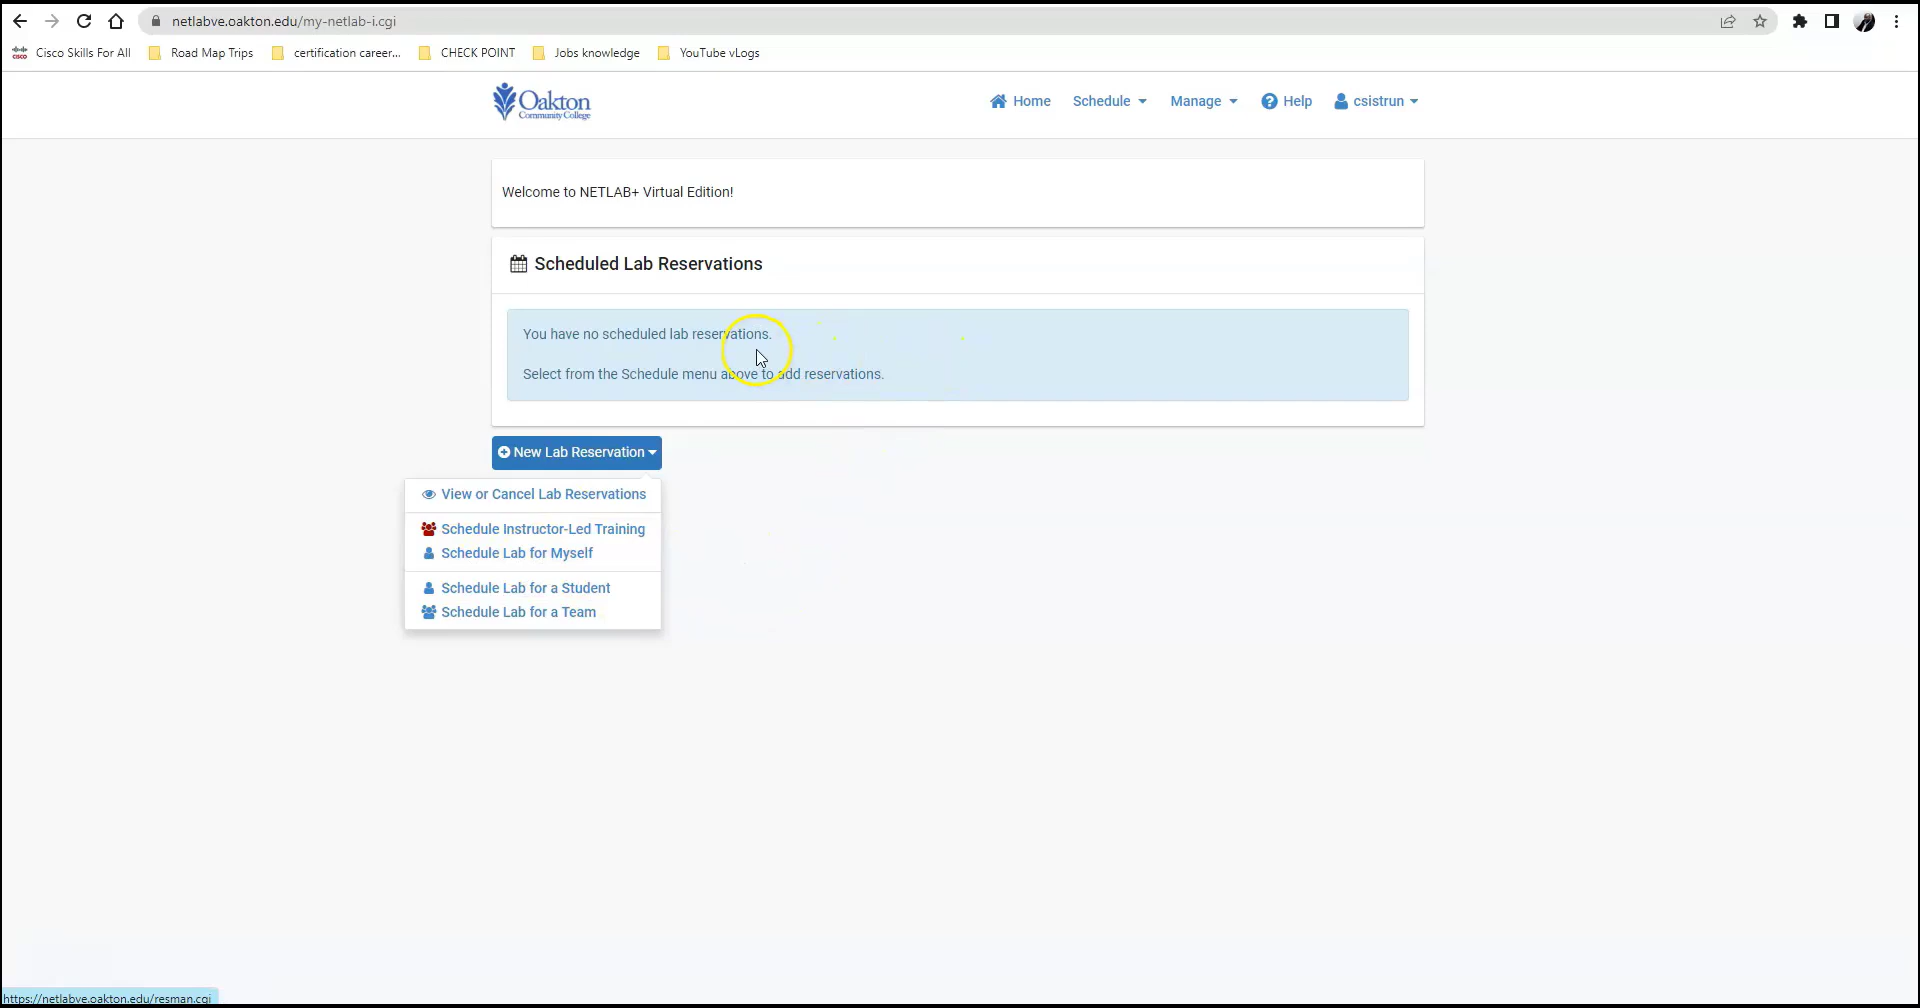 netlabve.oakton.edu/my-netlab-i.cgi
Cisco Skills For All Road Map Trips certification career... CHECK POINT Jobs knowledge YouTube vLogs
Oakton
Community College
Home Schedule Manage Help csistrun
Welcome to NETLAB+ Virtual Edition!
Scheduled Lab Reservations
You have no scheduled lab reservations.
Select from the Schedule menu above to add reservations.
New Lab Reservation
View or Cancel Lab Reservations
Schedule Instructor-Led Training
Schedule Lab for Myself
Schedule Lab for a Student
Schedule Lab for a Team
https://netlabve.oakton.edu/resman.cgi